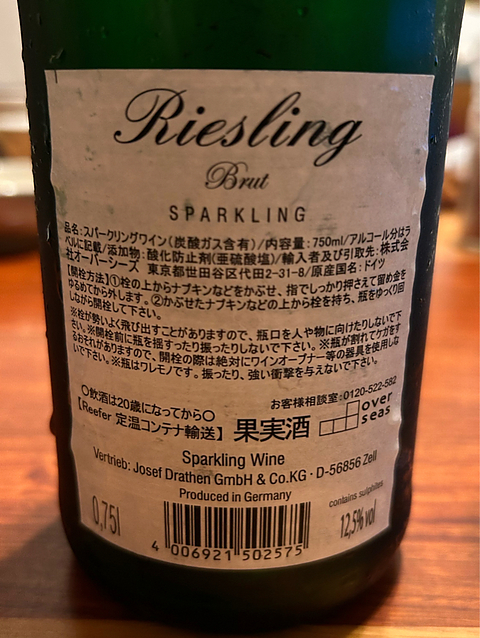 Riesling
Brut
SPARKLING
品名:スパークリングワイン(炭酸ガス含有)/内容量:750ml/アルコール分はラ
ベルに記載/添加物:酸化防止剤(亜硫酸塩)/輸入者及び引取先:株式会
社オーバーシーズ 東京都世田谷区代田2-31-8/原産国名:ドイツ
【開栓方法】①栓の上からナプキンなどをかぶせ、指でしっかり押さえて留め金を
ゆるめてから外します。②かぶせたナプキンなどの上から栓を持ち、瓶をゆっくり回
しながら開栓して下さい。
※栓が勢いよく飛び出すことがありますので、瓶口を人や物に向けたりしないで下
さい。※開栓前に瓶を揺すったり振ったりしないで下さい。※瓶が割れてケガをす
るおそれがありますので、開栓の際は絶対にワインオープナー等の器具を使用しな
いで下さい。※瓶はワレモノです。振ったり、強い衝撃を与えないで下さい。
〇飲酒は20歳になってから〇
お客様相談室:0120-522-582
【Reefer 定温コンテナ輸送】 果実酒 over seas
Sparkling Wine
Vertrieb: Josef Drathen GmbH & Co.KG · D-56856 Zell
Produced in Germany
contains sulphites
0,75l
12,5% vol
4 006921 502575